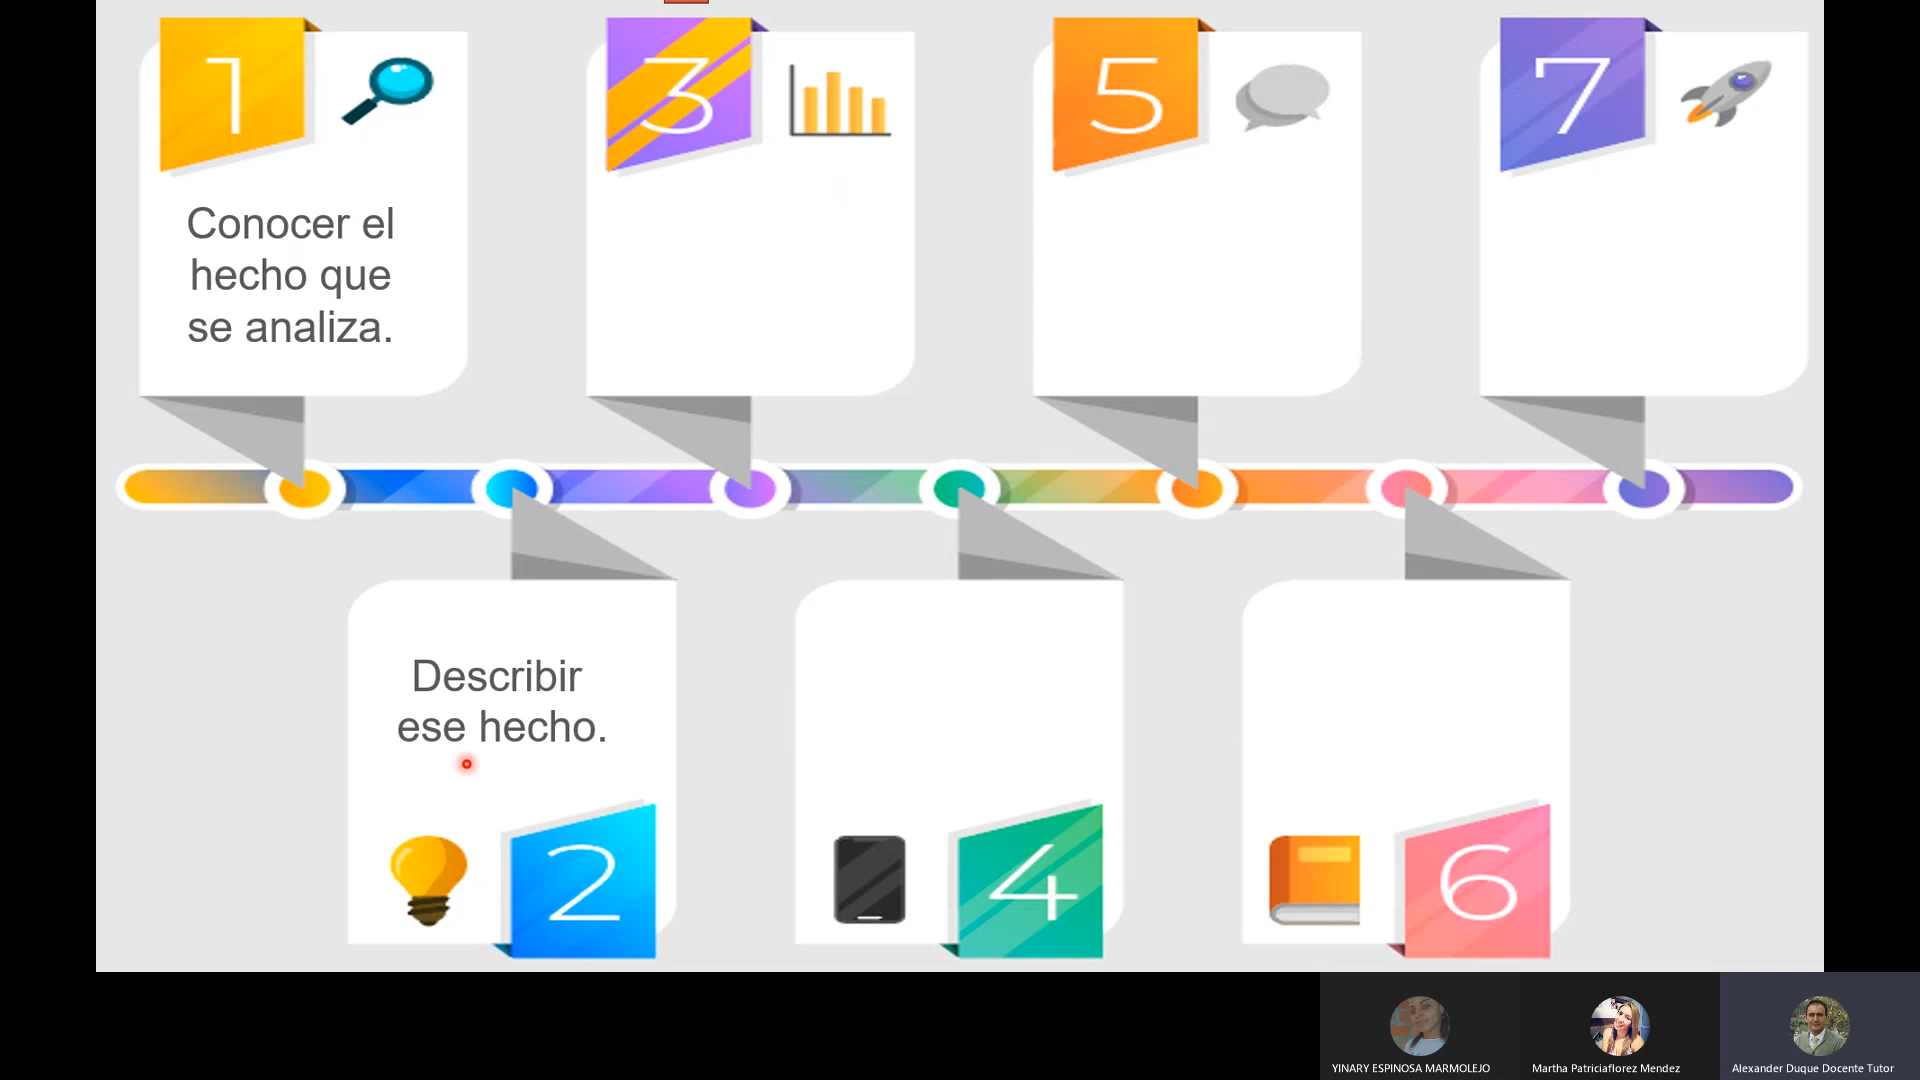 1
3
5
7
Conocer el
hecho que
se analiza.
Describir
ese hecho.
2
4
6
YINARY ESPINOSA MARMOLEJO
Martha Patriciaflorez Mendez
Alexander Duque Docente Tutor